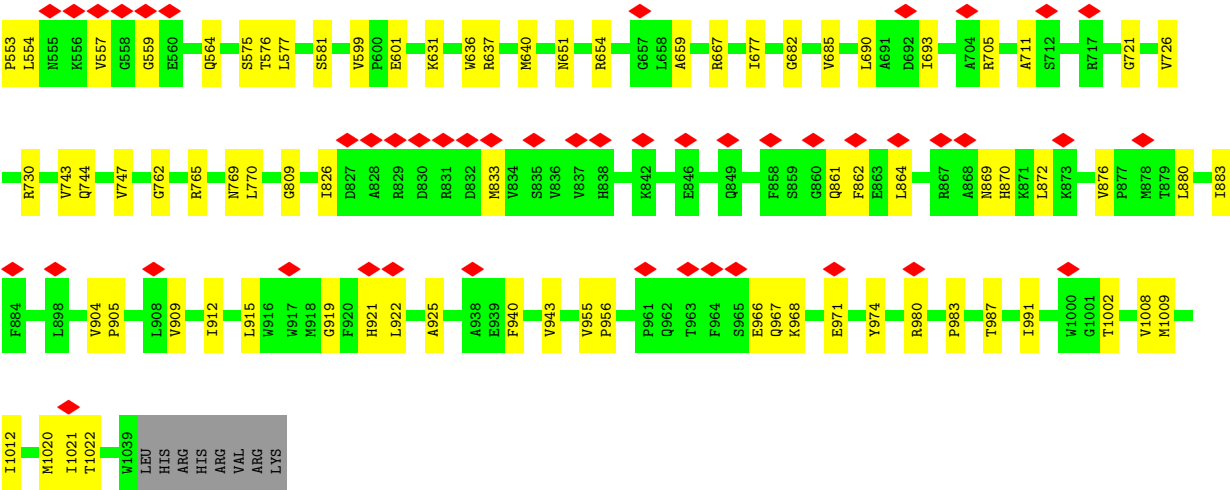 P553 L554 N555 K556 V557 G558 G559 E560 Q564 S575 T576 L577 S581 V599 P600 E601 K631 W636 R637 M640 N651 R654 G657 L658 A659 R667 I677 G682 V685 L690 A691 D692 I693 A704 R705 A711 S712 R717 G721 V726
R730 V743 Q744 V747 G762 R765 N769 L770 G809 I826 D827 A828 R829 D830 R831 D832 M833 V834 S835 V836 V837 H838 K842 E846 Q849 F858 S859 G860 Q861 F862 E863 L864 R867 A868 N869 H870 K871 L872 K873 V876 P877 M878 T879 L880 I883
F884 L898 V904 P905 L908 V909 I912 L915 W916 W917 M918 G919 F920 H921 L922 A925 A938 E939 F940 V943 V955 P956 P961 Q962 T963 F964 S965 E966 Q967 K968 E971 Y974 R980 P983 T987 I991 W1000 G1001 T1002 V1008 M1009
I1012 M1020 I1021 T1022 W1039 LEU HIS ARG HIS ARG VAL ARG LYS